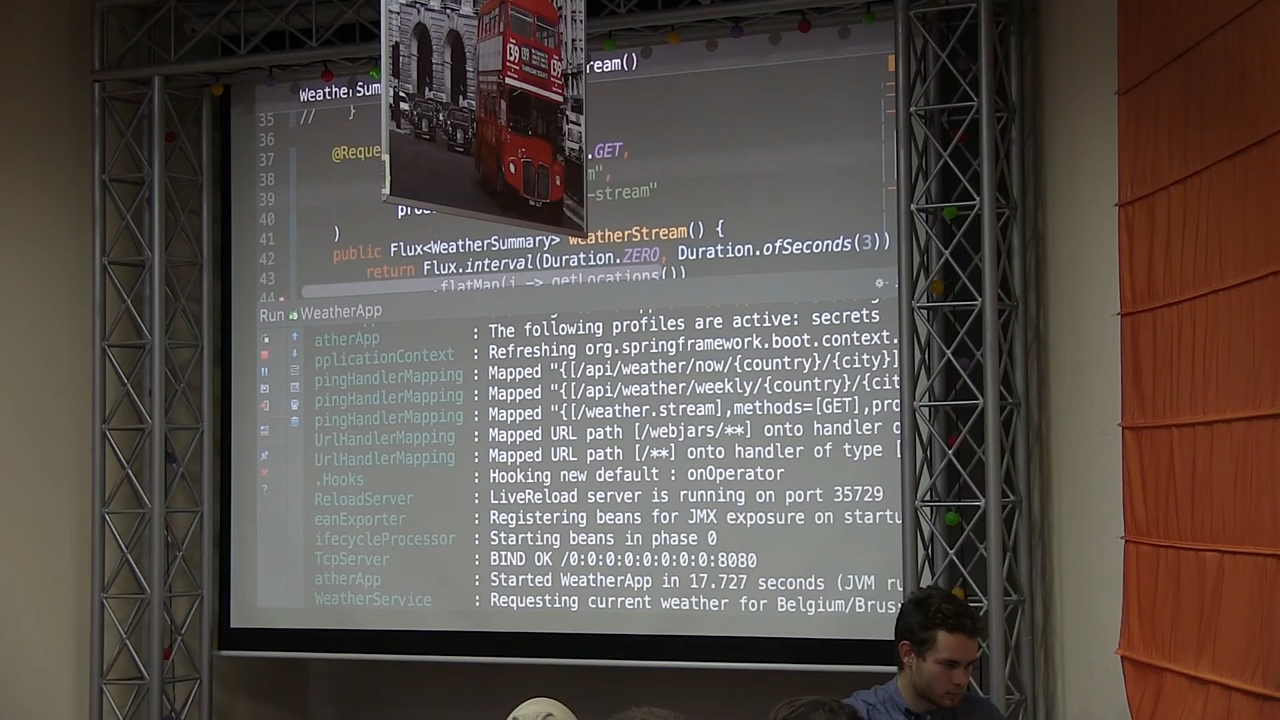 139 139 139
Weather Sum
ream()
35 // }
36
37 @Reque .GET,
38 m",
39 -stream"
40 prod
41 )
42 public Flux<WeatherSummary> weatherStream() {
43 return Flux.interval(Duration.ZERO, Duration.ofSeconds(3))
44 .flatMap(i -> getLocations())
Run WeatherApp
atherApp : The following profiles are active: secrets
pplicationContext : Refreshing org.springframework.boot.context.
pingHandlerMapping : Mapped "{[/api/weather/now/{country}/{city}]
pingHandlerMapping : Mapped "{[/api/weather/weekly/{country}/{cit
pingHandlerMapping : Mapped "{[/weather.stream],methods=[GET],pro
UrlHandlerMapping : Mapped URL path [/webjars/**] onto handler o
UrlHandlerMapping : Mapped URL path [/**] onto handler of type [
.Hooks : Hooking new default : onOperator
ReloadServer : LiveReload server is running on port 35729
eanExporter : Registering beans for JMX exposure on startu
ifecycleProcessor : Starting beans in phase 0
TcpServer : BIND OK /0:0:0:0:0:0:0:0:8080
atherApp : Started WeatherApp in 17.727 seconds (JVM ru
WeatherService : Requesting current weather for Belgium/Brus